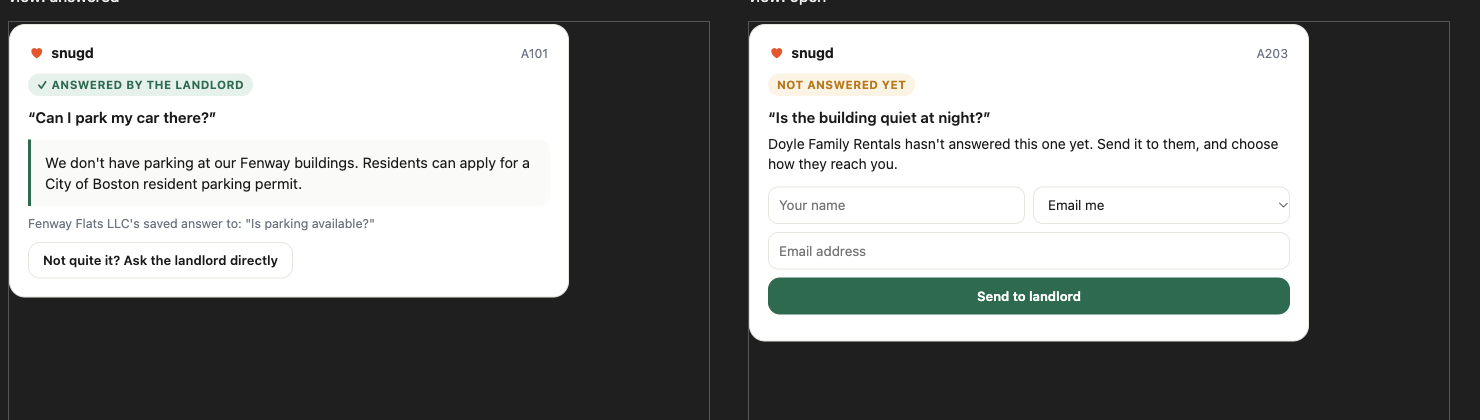 snugd
A101
✓ ANSWERED BY THE LANDLORD
“Can I park my car there?”
We don't have parking at our Fenway buildings. Residents can apply for a
City of Boston resident parking permit.
Fenway Flats LLC's saved answer to: "Is parking available?"
Not quite it? Ask the landlord directly
snugd
A203
NOT ANSWERED YET
“Is the building quiet at night?”
Doyle Family Rentals hasn't answered this one yet. Send it to them, and choose
how they reach you.
Your name
Email me
Email address
Send to landlord